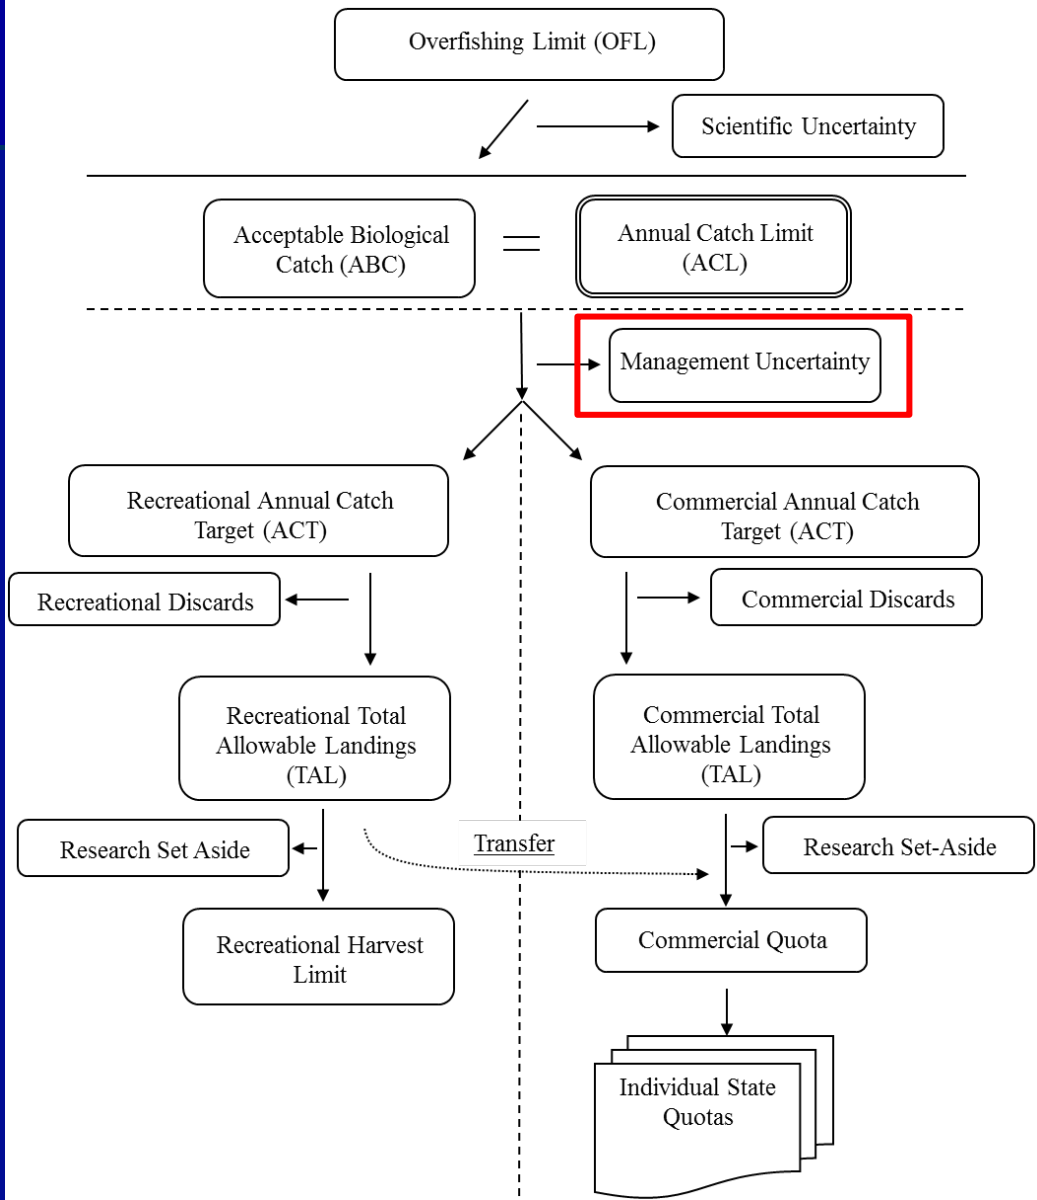 Overfishing Limit (OFL)
Scientific Uncertainty
Acceptable Biological
Catch (ABC)
=
Annual Catch Limit
(ACL)
Management Uncertainty
Recreational Annual Catch
Target (ACT)
Commercial Annual Catch
Target (ACT)
Recreational Discards
Commercial Discards
Recreational Total
Allowable Landings
(TAL)
Commercial Total
Allowable Landings
(TAL)
Research Set Aside
Transfer
Research Set-Aside
Recreational Harvest
Limit
Commercial Quota
Individual State
Quotas